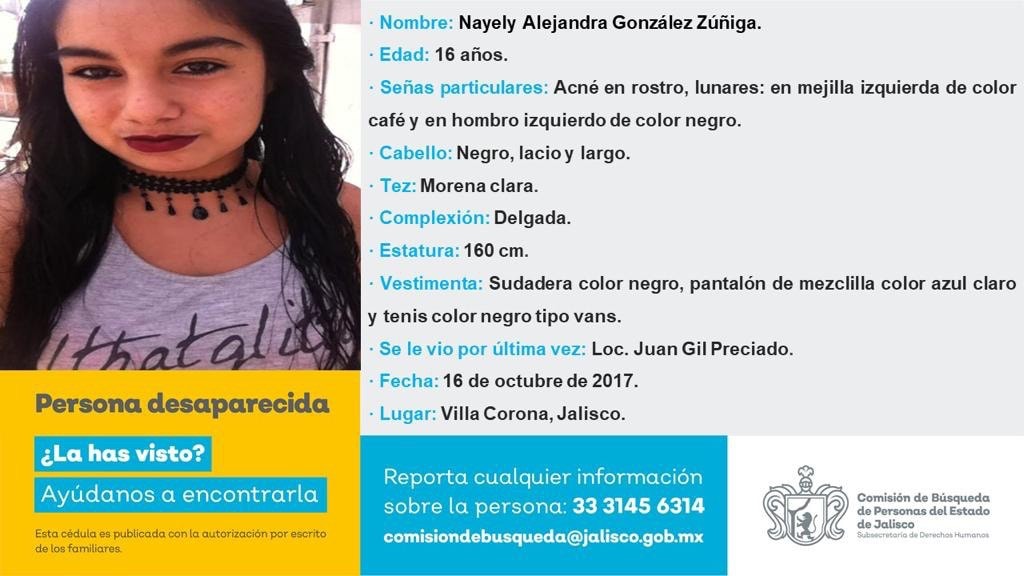 · Nombre: Nayely Alejandra González Zúñiga.
· Edad: 16 años.
· Señas particulares: Acné en rostro, lunares: en mejilla izquierda de color
café y en hombro izquierdo de color negro.
· Cabello: Negro, lacio y largo.
· Tez: Morena clara.
· Complexión: Delgada.
· Estatura: 160 cm.
· Vestimenta: Sudadera color negro, pantalón de mezclilla color azul claro
y tenis color negro tipo vans.
· Se le vio por última vez: Loc. Juan Gil Preciado.
· Fecha: 16 de octubre de 2017.
· Lugar: Villa Corona, Jalisco.
Persona desaparecida
¿La has visto?
Ayúdanos a encontrarla
Esta cédula es publicada con la autorización por escrito
de los familiares.
Reporta cualquier información
sobre la persona: 33 3145 6314
comisiondebusqueda@jalisco.gob.mx
Comisión de Búsqueda
de Personas del Estado
de Jalisco
Subsecretaría de Derechos Humanos